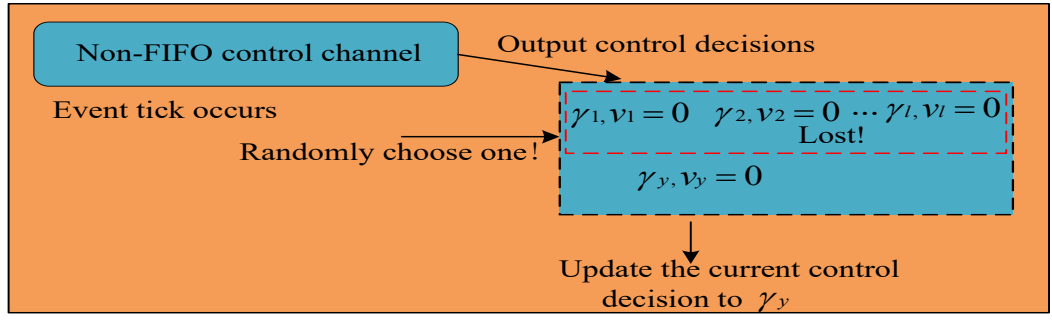 Non-FIFO control channel
Output control decisions
Event tick occurs
γ1, ν1 = 0 γ2, ν2 = 0 ... γl, νl = 0
Randomly choose one!
Lost!
γy, νy = 0
Update the current control
decision to γy